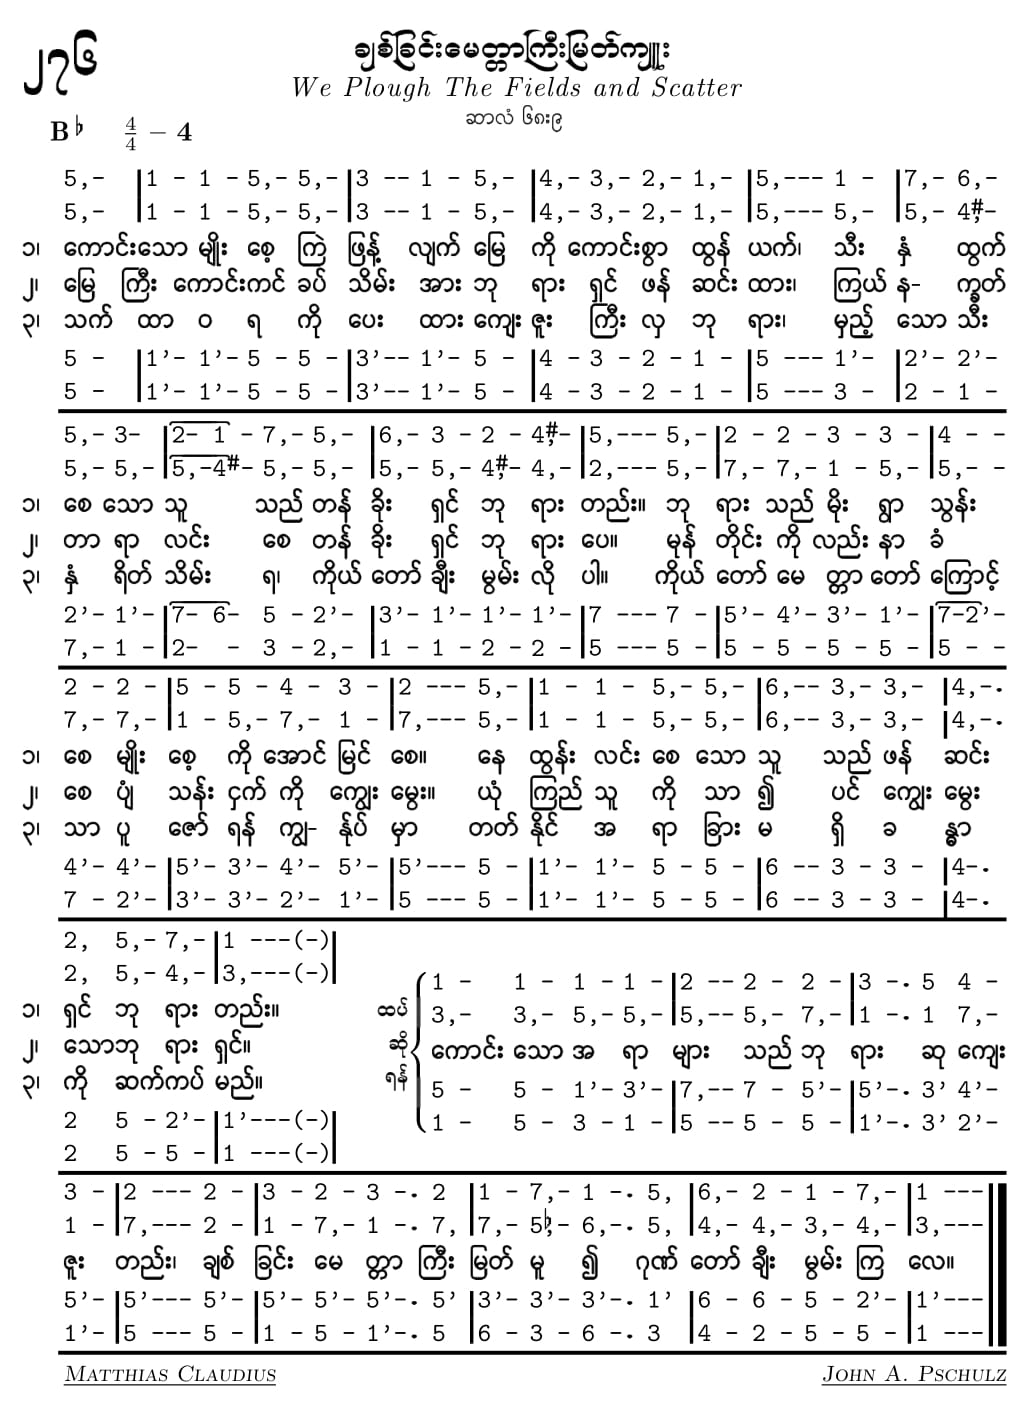 ၂၇၆
ချစ်ခြင်းမေတ္တာကြီးမြတ်ကျူး
We Plough The Fields and Scatter
ဆာလံ ၆၈း၉
B♭ 4/4 – 4
5,- |1 - 1 - 5,- 5,- |3 -- 1 - 5,- |4,- 3,- 2,- 1,- |5,--- 1 - |7,- 6,-
5,- |1 - 1 - 5,- 5,- |3 -- 1 - 5,- |4,- 3,- 2,- 1,- |5,--- 5,- |5,- 4#,-
၁၊ ကောင်းသော မျိုး စေ့ ကြဲ ဖြန့် လျက် မြေ ကို ကောင်းစွာ ထွန် ယက်၊ သီး နှံ ထွက်
၂၊ မြေ ကြီး ကောင်းကင် ခပ် သိမ်း အား ဘု ရား ရှင် ဖန် ဆင်း ထား၊ ကြယ် န- က္ခတ်
၃၊ သက် ထာ ဝ ရ ကို ပေး ထား ကျေး ဇူး ကြီး လှ ဘု ရား၊ မှည့် သော သီး
5 - |1’- 1’- 5 - 5 - |3’-- 1’- 5 - |4 - 3 - 2 - 1 - |5 --- 1’- |2’- 2’-
5 - |1’- 1’- 5 - 5 - |3’-- 1’- 5 - |4 - 3 - 2 - 1 - |5 --- 3 - |2 - 1 -
5,- 3- |2- 1 - 7,- 5,- |6,- 3 - 2 - 4#,- |5,--- 5,- |2 - 2 - 3 - 3 - |4 - -
5,- 5,- |5,-4#- 5,- 5,- |5,- 5,- 4#,- 4,- |2,--- 5,- |7,- 7,- 1 - 5,- |5,- -
၁၊ စေ သော သူ သည် တန် ခိုး ရှင် ဘု ရား တည်း။ ဘု ရား သည် မိုး ရွာ သွန်း
၂၊ တာ ရာ လင်း စေ တန် ခိုး ရှင် ဘု ရား ပေ။ မုန် တိုင်း ကို လည်း နာ ခံ
၃၊ နှံ ရိတ် သိမ်း ရ၊ ကိုယ် တော် ချီး မွမ်း လို ပါ။ ကိုယ် တော် မေ တ္တာ တော် ကြောင့်
2’- 1’- |7- 6- 5 - 2’- |3’- 1’- 1’- 1’- |7 --- 7 - |5’- 4’- 3’- 1’- |7-2’-
7,- 1 - |2- - 3 - 2,- |1 - 1 - 2 - 2 - |5 --- 5 - |5 - 5 - 5 - 5 - |5 - -
2 - 2 - |5 - 5 - 4 - 3 - |2 --- 5,- |1 - 1 - 5,- 5,- |6,-- 3,- 3,- |4,-.
7,- 7,- |1 - 5,- 7,- 1 - |7,--- 5,- |1 - 1 - 5,- 5,- |6,-- 3,- 3,- |4,-.
၁၊ စေ မျိုး စေ့ ကို အောင် မြင် စေ။ နေ ထွန်း လင်း စေ သော သူ သည် ဖန် ဆင်း
၂၊ စေ ပျံ သန်း ငှက် ကို ကျွေး မွေး။ ယုံ ကြည် သူ ကို သာ ၍ ပင် ကျွေး မွေး
၃၊ သာ ပူ ဇော် ရန် ကျွ- န်ုပ် မှာ တတ် နိုင် အ ရာ ခြား မ ရှိ ခ န္ဓာ
4’- 4’- |5’- 3’- 4’- 5’- |5’--- 5 - |1’- 1’- 5 - 5 - |6 -- 3 - 3 - |4-.
7 - 2’- |3’- 3’- 2’- 1’- |5 --- 5 - |1’- 1’- 5 - 5 - |6 -- 3 - 3 - |4-.
2, 5,- 7,- |1 ---(-)|
2, 5,- 4,- |3,---(-)|
၁၊ ရှင် ဘု ရား တည်း။
၂၊ သောဘု ရား ရှင်။
၃၊ ကို ဆက်ကပ် မည်။
2 5 - 2’- |1’---(-)|
2 5 - 5 - |1 ---(-)|
ထပ်
ဆို
ရန်
1 - 1 - 1 - 1 - |2 -- 2 - 2 - |3 -. 5 4 -
3,- 3,- 5,- 5,- |5,-- 5,- 7,- |1 -. 1 7,-
ကောင်း သော အ ရာ များ သည် ဘု ရား ဆု ကျေး
5 - 5 - 1’- 3’- |7,-- 7 - 5’- |5’-. 3’ 4’-
1 - 5 - 3 - 1 - |5 -- 5 - 5 - |1’-. 3’ 2’-
3 - |2 --- 2 - |3 - 2 - 3 -. 2 |1 - 7,- 1 -. 5, |6,- 2 - 1 - 7,- |1 ---
1 - |7,--- 2 - |1 - 7,- 1 -. 7, |7,- 5♭,- 6,-. 5, |4,- 4,- 3,- 4,- |3,---
ဇူး တည်း၊ ချစ် ခြင်း မေ တ္တာ ကြီး မြတ် မူ ၍ ဂုဏ် တော် ချီး မွမ်း ကြ လေ။
5’- |5’--- 5’- |5’- 5’- 5’-. 5’ |3’- 3’- 3’-. 1’ |6 - 6 - 5 - 2’- |1’---
1’- |5 --- 5 - |1 - 5 - 1’-. 5 |6 - 3 - 6 -. 3 |4 - 2 - 5 - 5 - |1 ---
MATTHIAS CLAUDIUS
JOHN A. PSCHULZ